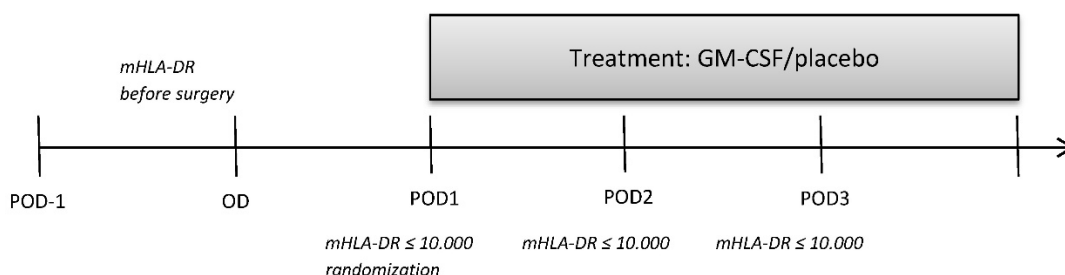 Treatment: GM-CSF/placebo
mHLA-DR
before surgery
POD-1
OD
POD1
POD2
POD3
mHLA-DR ≤ 10.000
randomization
mHLA-DR ≤ 10.000
mHLA-DR ≤ 10.000